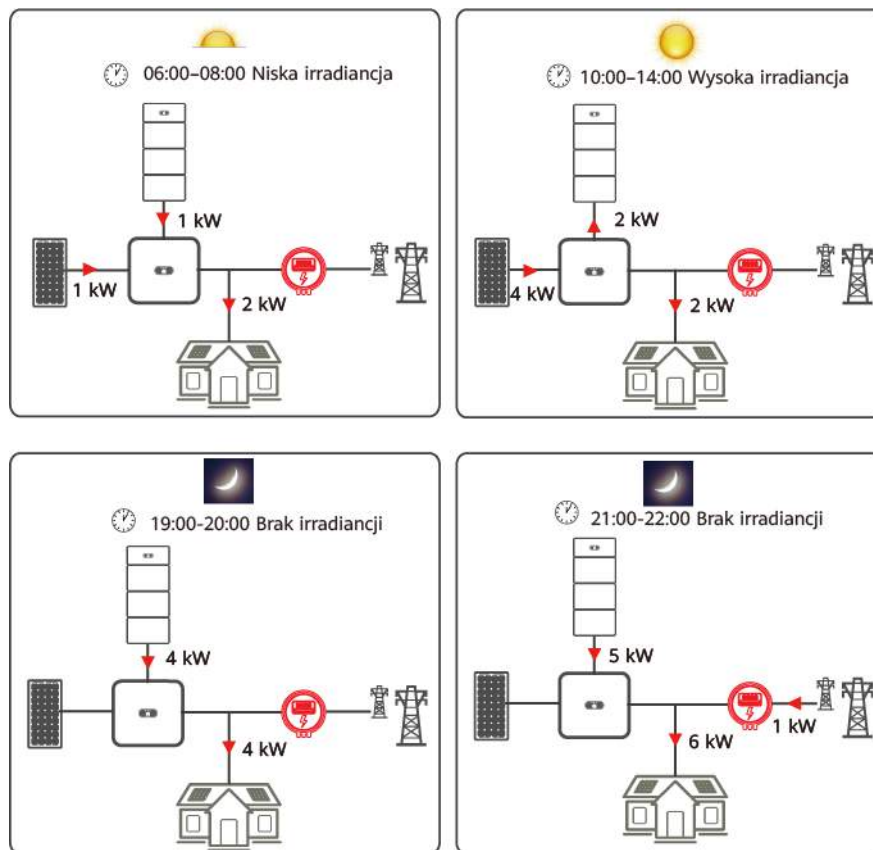 06:00–08:00 Niska irradiancja
1 kW
1 kW
2 kW
10:00–14:00 Wysoka irradiancja
2 kW
4 kW
2 kW
19:00-20:00 Brak irradiancji
4 kW
4 kW
21:00-22:00 Brak irradiancji
5 kW
6 kW
1 kW